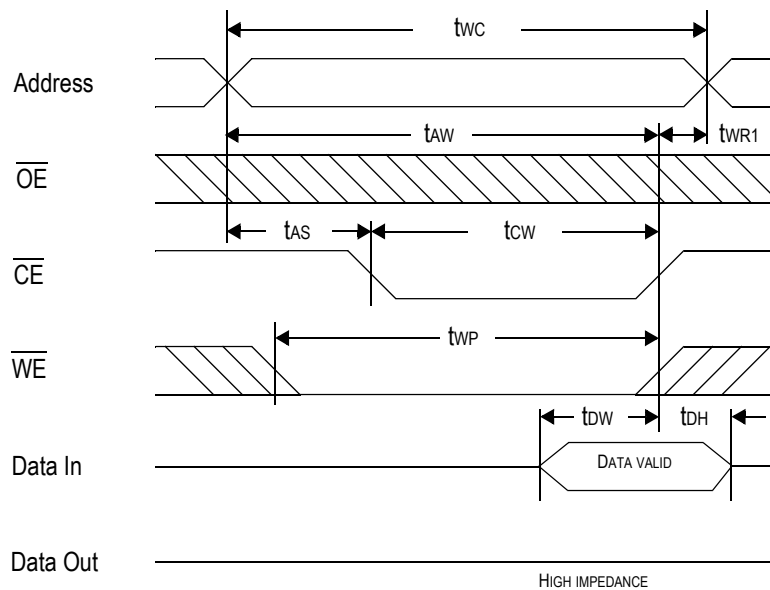 tWC
Address
tAW
tWR1
OE
tAS
tCW
CE
tWP
WE
tDW
tDH
Data In
DATA VALID
Data Out
HIGH IMPEDANCE